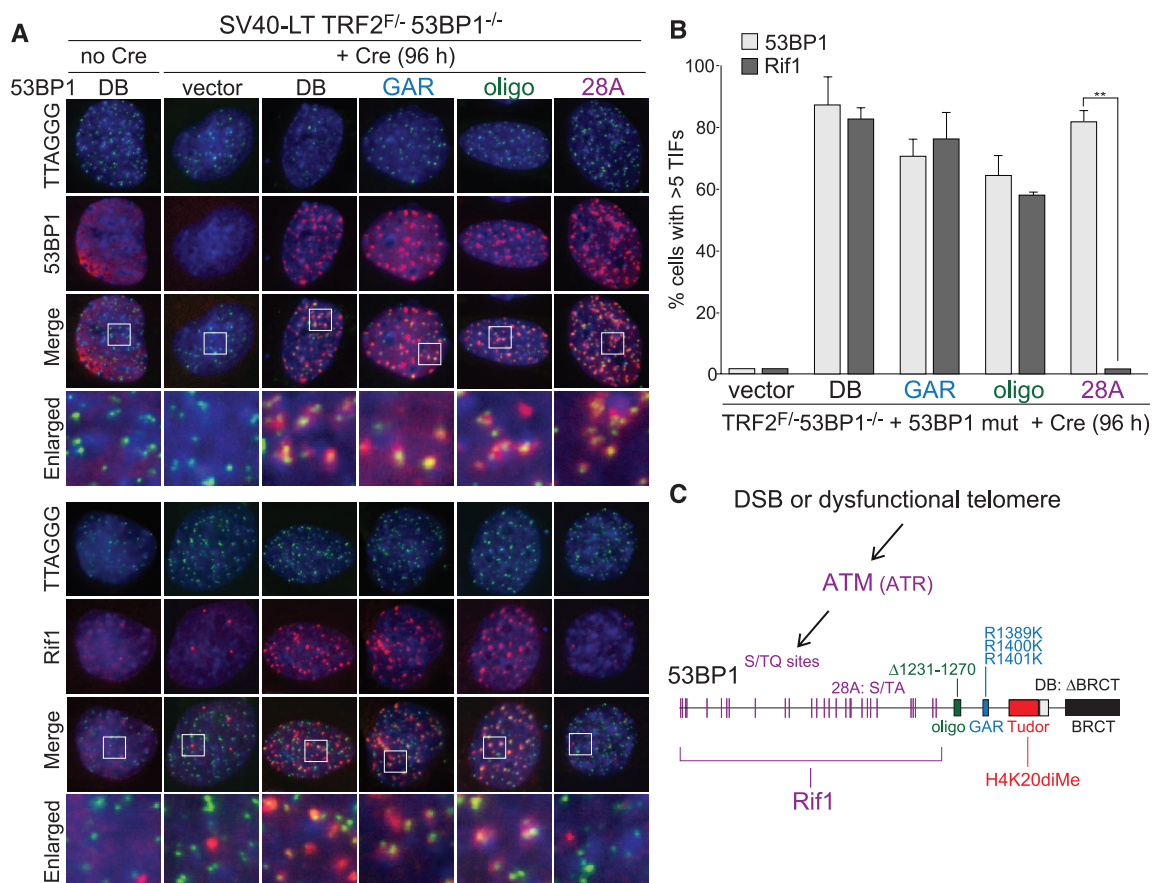 A
SV40-LT TRF2F/- 53BP1-/-
no Cre + Cre (96 h)
53BP1 DB vector DB GAR oligo 28A
TTAGGG
53BP1
Merge
Enlarged
TTAGGG
Rif1
Merge
Enlarged
B
53BP1
Rif1
% cells with >5 TIFs
100
80
60
40
20
0
**
vector DB GAR oligo 28A
TRF2F/-53BP1-/- + 53BP1 mut + Cre (96 h)
C
DSB or dysfunctional telomere
ATM (ATR)
S/TQ sites
53BP1
28A: S/TA
Δ1231-1270
R1389K
R1400K
R1401K
DB: ΔBRCT
oligo GAR Tudor BRCT
H4K20diMe
Rif1